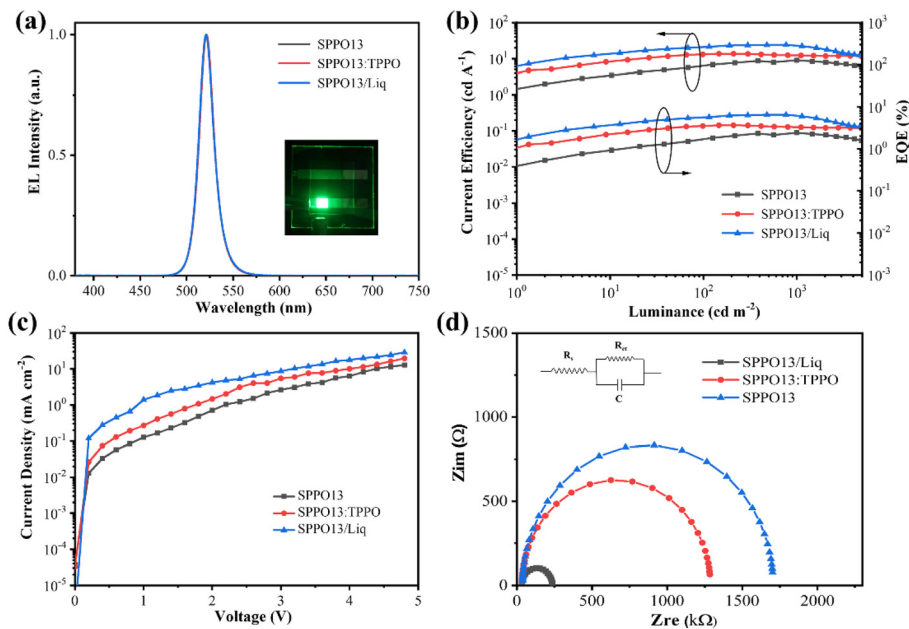 (a)
EL Intensity (a.u.)
1.0
0.5
0.0
SPPO13
SPPO13:TPPO
SPPO13/Liq
400
450
500
550
600
650
700
750
Wavelength (nm)
(b)
Current Efficiency (cd A⁻¹)
10²
10¹
10⁰
10⁻¹
10⁻²
10⁻³
10⁻⁴
10⁻⁵
EQE (%)
10³
10²
10¹
10⁰
10⁻¹
10⁻²
10⁻³
SPPO13
SPPO13:TPPO
SPPO13/Liq
10⁰
10¹
10²
10³
Luminance (cd m⁻²)
(c)
Current Density (mA cm⁻²)
10²
10¹
10⁰
10⁻¹
10⁻²
10⁻³
10⁻⁴
10⁻⁵
SPPO13
SPPO13:TPPO
SPPO13/Liq
0
1
2
3
4
5
Voltage (V)
(d)
Zim (Ω)
1500
1000
500
0
Rct
C
SPPO13/Liq
SPPO13:TPPO
SPPO13
0
500
1000
1500
2000
Zre (kΩ)